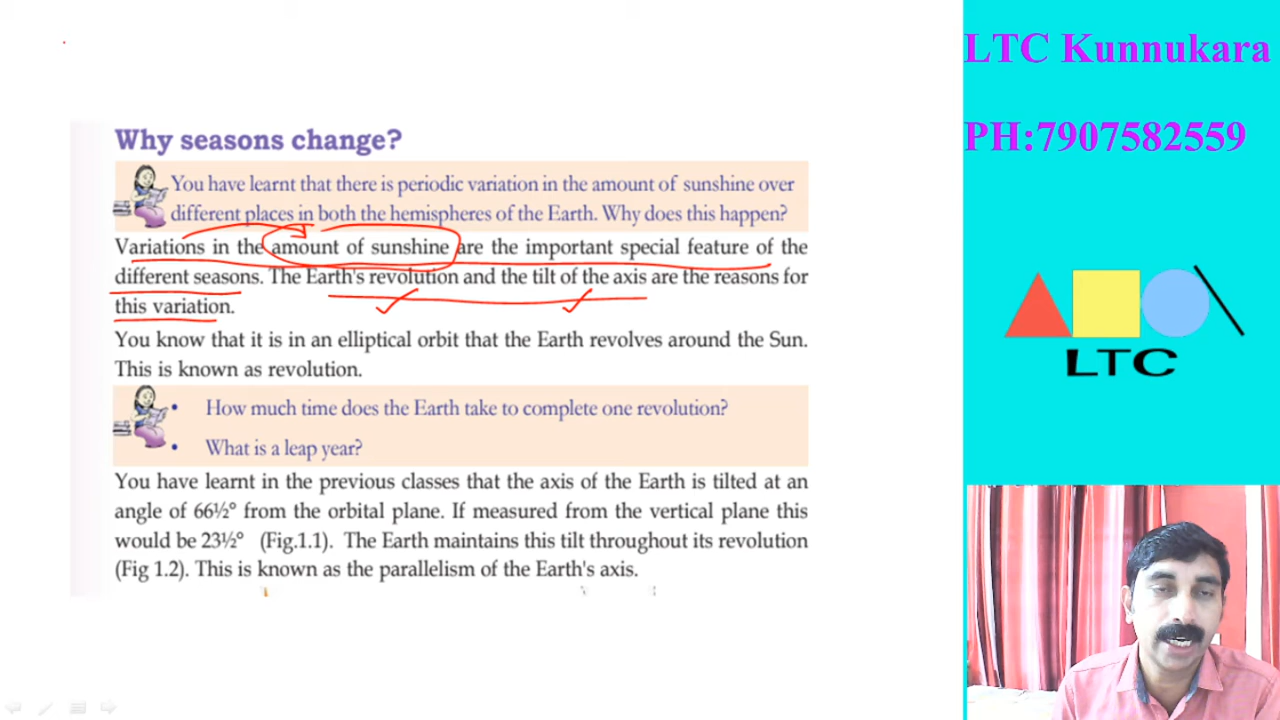 LTC Kunnukara
PH:7907582559
Why seasons change?
You have learnt that there is periodic variation in the amount of sunshine over
different places in both the hemispheres of the Earth. Why does this happen?
Variations in the amount of sunshine are the important special feature of the
different seasons. The Earth's revolution and the tilt of the axis are the reasons for
this variation.
You know that it is in an elliptical orbit that the Earth revolves around the Sun.
This is known as revolution.
• How much time does the Earth take to complete one revolution?
• What is a leap year?
You have learnt in the previous classes that the axis of the Earth is tilted at an
angle of 66½° from the orbital plane. If measured from the vertical plane this
would be 23½° (Fig.1.1). The Earth maintains this tilt throughout its revolution
(Fig 1.2). This is known as the parallelism of the Earth's axis.
LTC